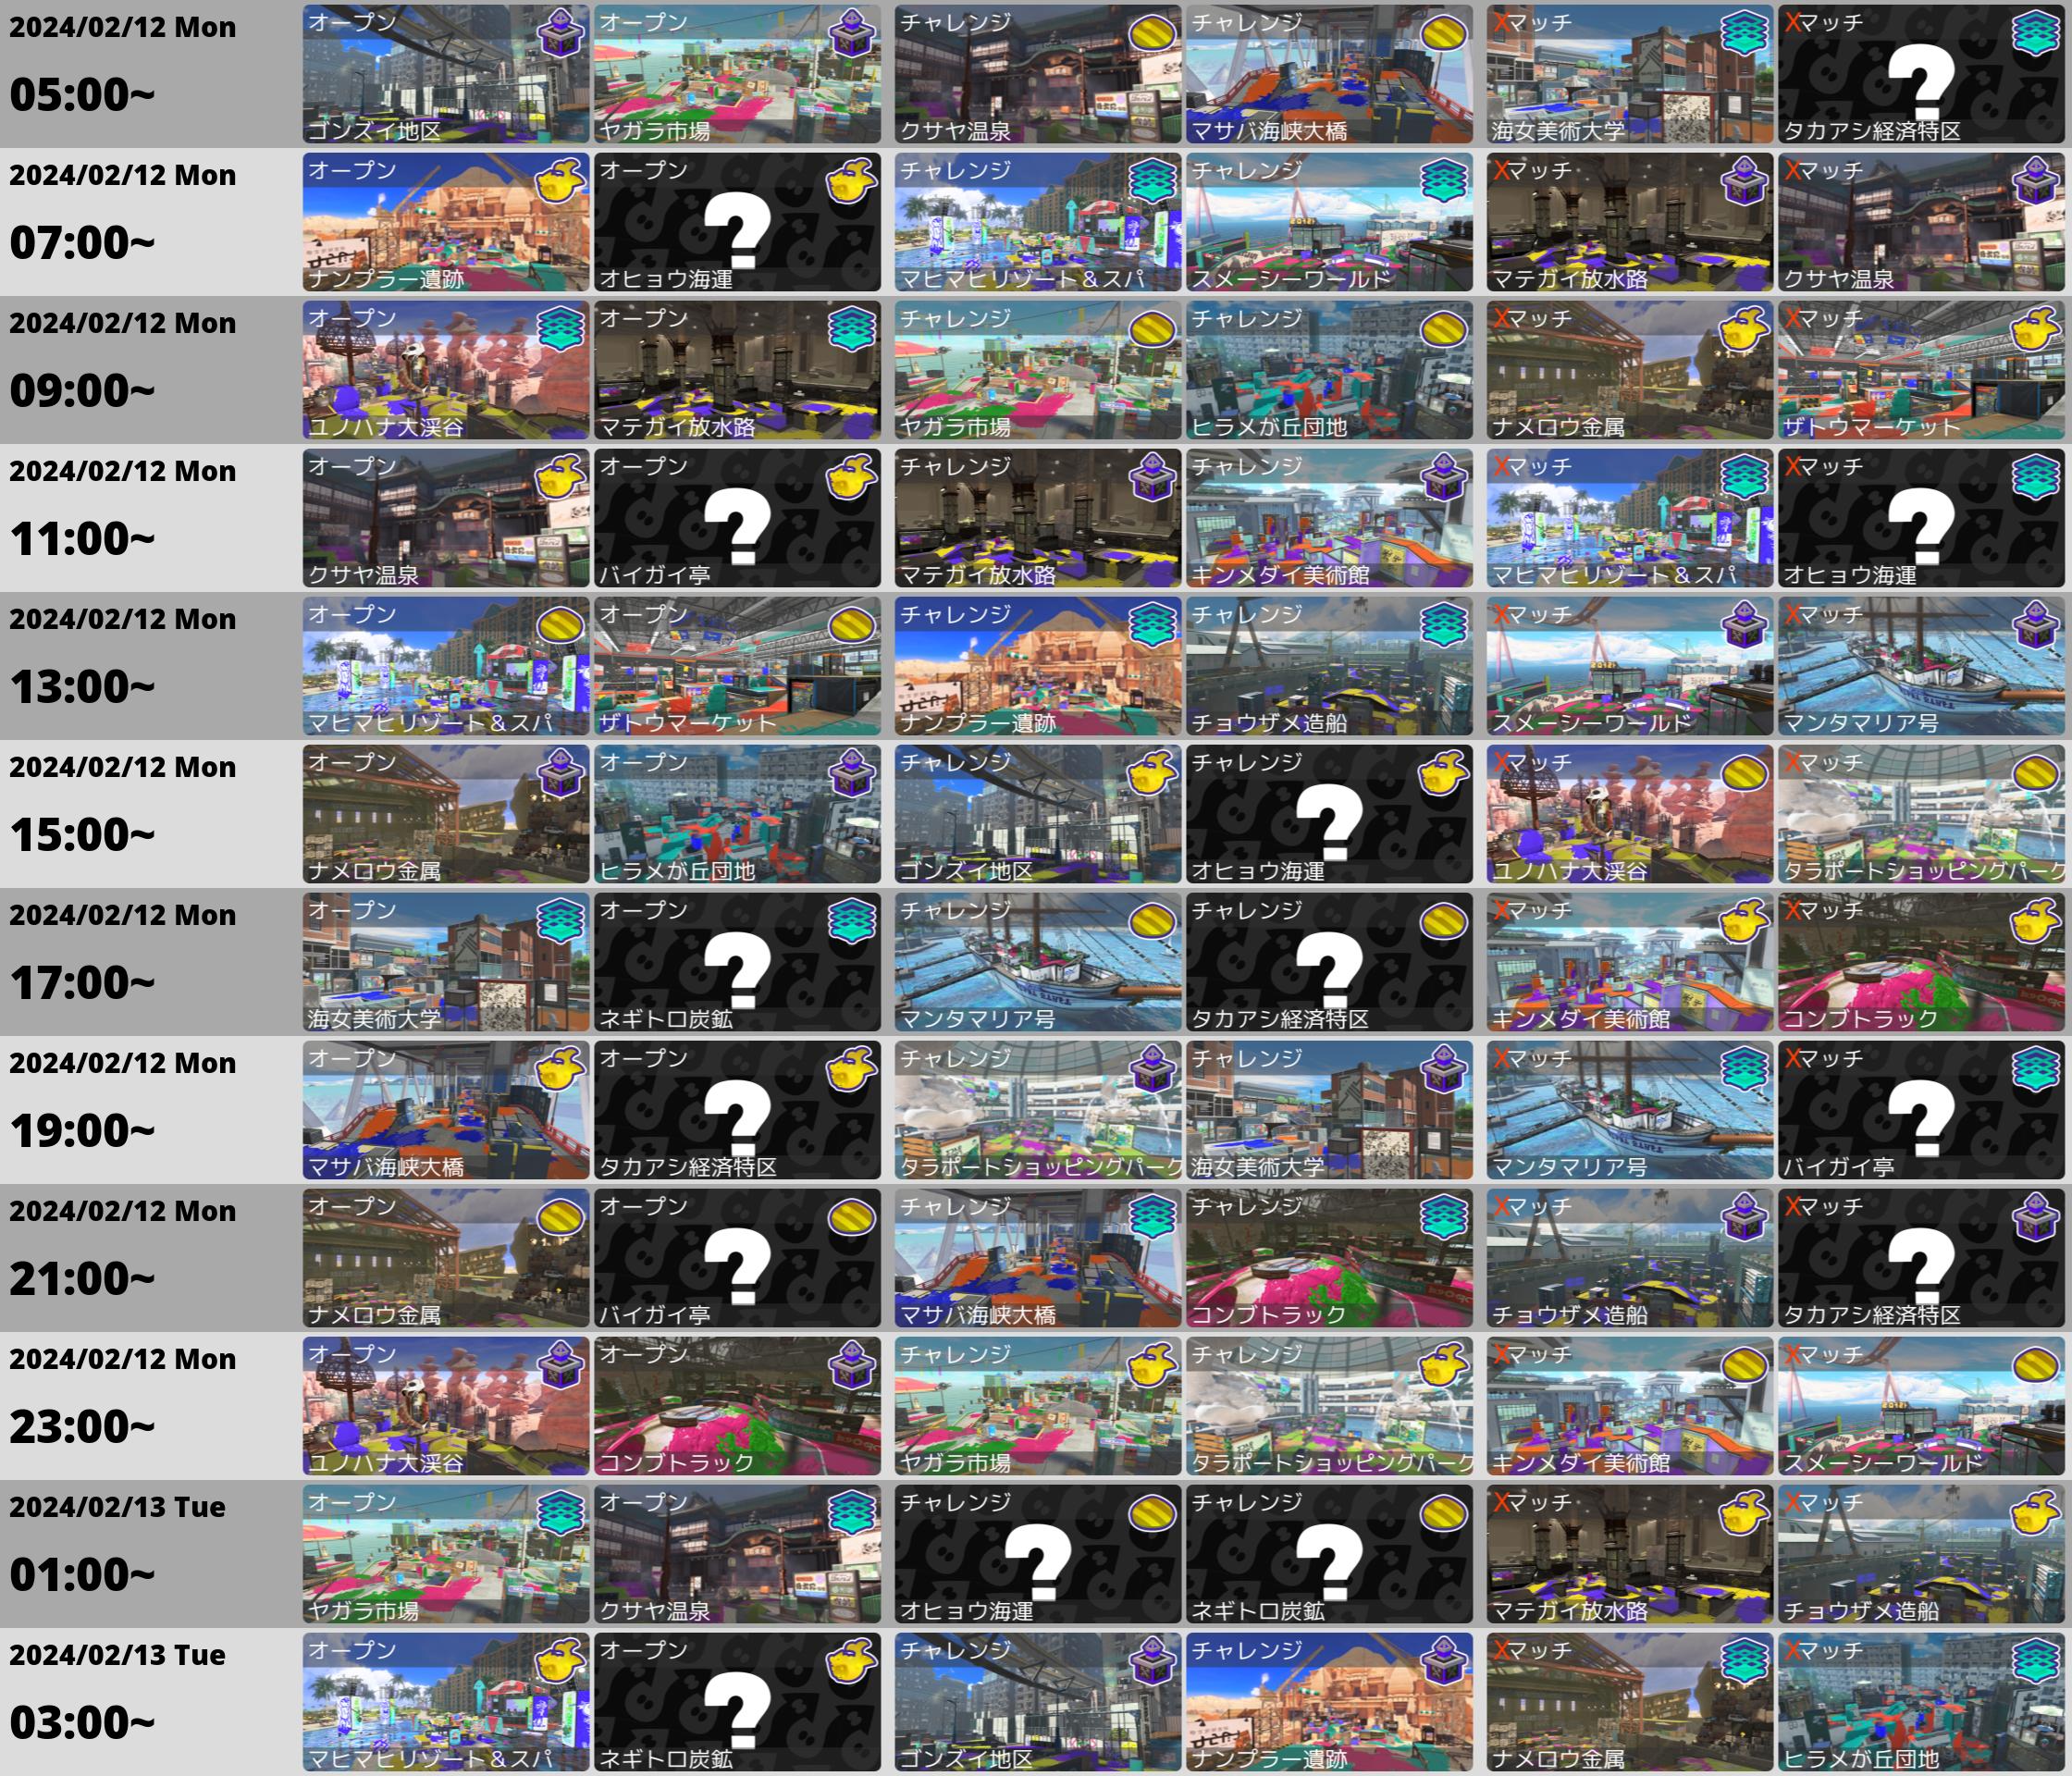 2024/02/12 Mon
05:00~
オープン
ゴンズイ地区
オープン
ヤガラ市場
チャレンジ
クサヤ温泉
チャレンジ
マサバ海峡大橋
Xマッチ
海女美術大学
Xマッチ
タカアシ経済特区
2024/02/12 Mon
07:00~
オープン
ナンプラー遺跡
オープン
オヒョウ海運
チャレンジ
マヒマヒリゾート＆スパ
チャレンジ
スメーシーワールド
Xマッチ
マテガイ放水路
Xマッチ
クサヤ温泉
2024/02/12 Mon
09:00~
オープン
ユノハナ大渓谷
オープン
マテガイ放水路
チャレンジ
ヤガラ市場
チャレンジ
ヒラメが丘団地
Xマッチ
ナメロウ金属
Xマッチ
ザトウマーケット
2024/02/12 Mon
11:00~
オープン
クサヤ温泉
オープン
バイガイ亭
チャレンジ
マテガイ放水路
チャレンジ
キンメダイ美術館
Xマッチ
マヒマヒリゾート＆スパ
Xマッチ
オヒョウ海運
2024/02/12 Mon
13:00~
オープン
マヒマヒリゾート＆スパ
オープン
ザトウマーケット
チャレンジ
ナンプラー遺跡
チャレンジ
チョウザメ造船
Xマッチ
スメーシーワールド
Xマッチ
マンタマリア号
2024/02/12 Mon
15:00~
オープン
ナメロウ金属
オープン
ヒラメが丘団地
チャレンジ
ゴンズイ地区
チャレンジ
オヒョウ海運
Xマッチ
ユノハナ大渓谷
Xマッチ
タラポートショッピングパーク
2024/02/12 Mon
17:00~
オープン
海女美術大学
オープン
ネギトロ炭鉱
チャレンジ
マンタマリア号
チャレンジ
タカアシ経済特区
Xマッチ
キンメダイ美術館
Xマッチ
コンブトラック
2024/02/12 Mon
19:00~
オープン
マサバ海峡大橋
オープン
タカアシ経済特区
チャレンジ
タラポートショッピングパーク
チャレンジ
海女美術大学
Xマッチ
マンタマリア号
Xマッチ
バイガイ亭
2024/02/12 Mon
21:00~
オープン
ナメロウ金属
オープン
バイガイ亭
チャレンジ
マサバ海峡大橋
チャレンジ
コンブトラック
Xマッチ
チョウザメ造船
Xマッチ
タカアシ経済特区
2024/02/12 Mon
23:00~
オープン
ユノハナ大渓谷
オープン
コンブトラック
チャレンジ
ヤガラ市場
チャレンジ
タラポートショッピングパーク
Xマッチ
キンメダイ美術館
Xマッチ
スメーシーワールド
2024/02/13 Tue
01:00~
オープン
ヤガラ市場
オープン
クサヤ温泉
チャレンジ
オヒョウ海運
チャレンジ
ネギトロ炭鉱
Xマッチ
マテガイ放水路
Xマッチ
チョウザメ造船
2024/02/13 Tue
03:00~
オープン
マヒマヒリゾート＆スパ
オープン
ネギトロ炭鉱
チャレンジ
ゴンズイ地区
チャレンジ
ナンプラー遺跡
Xマッチ
ナメロウ金属
Xマッチ
ヒラメが丘団地